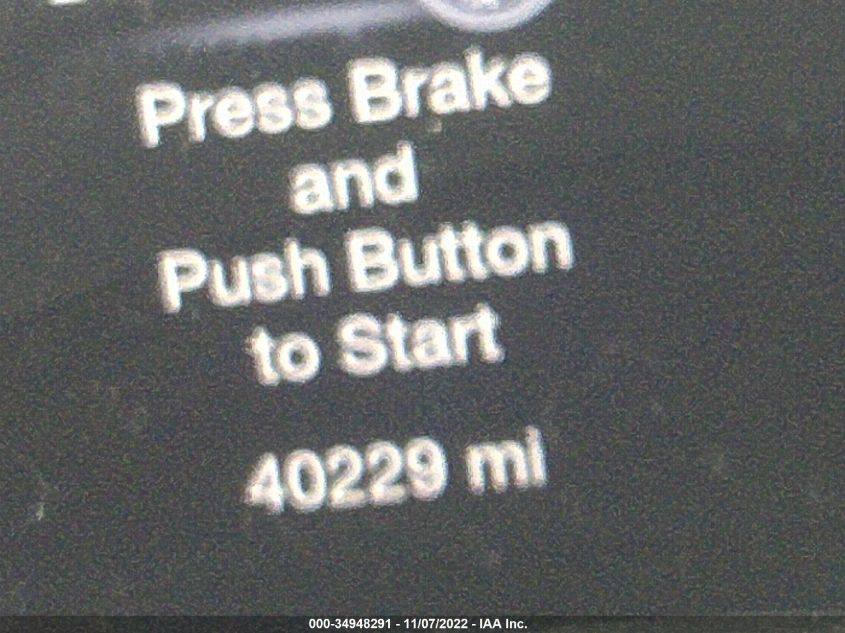 Press Brake
and
Push Button
to Start
40229 mi
000-34948291 - 11/07/2022 - IAA Inc.